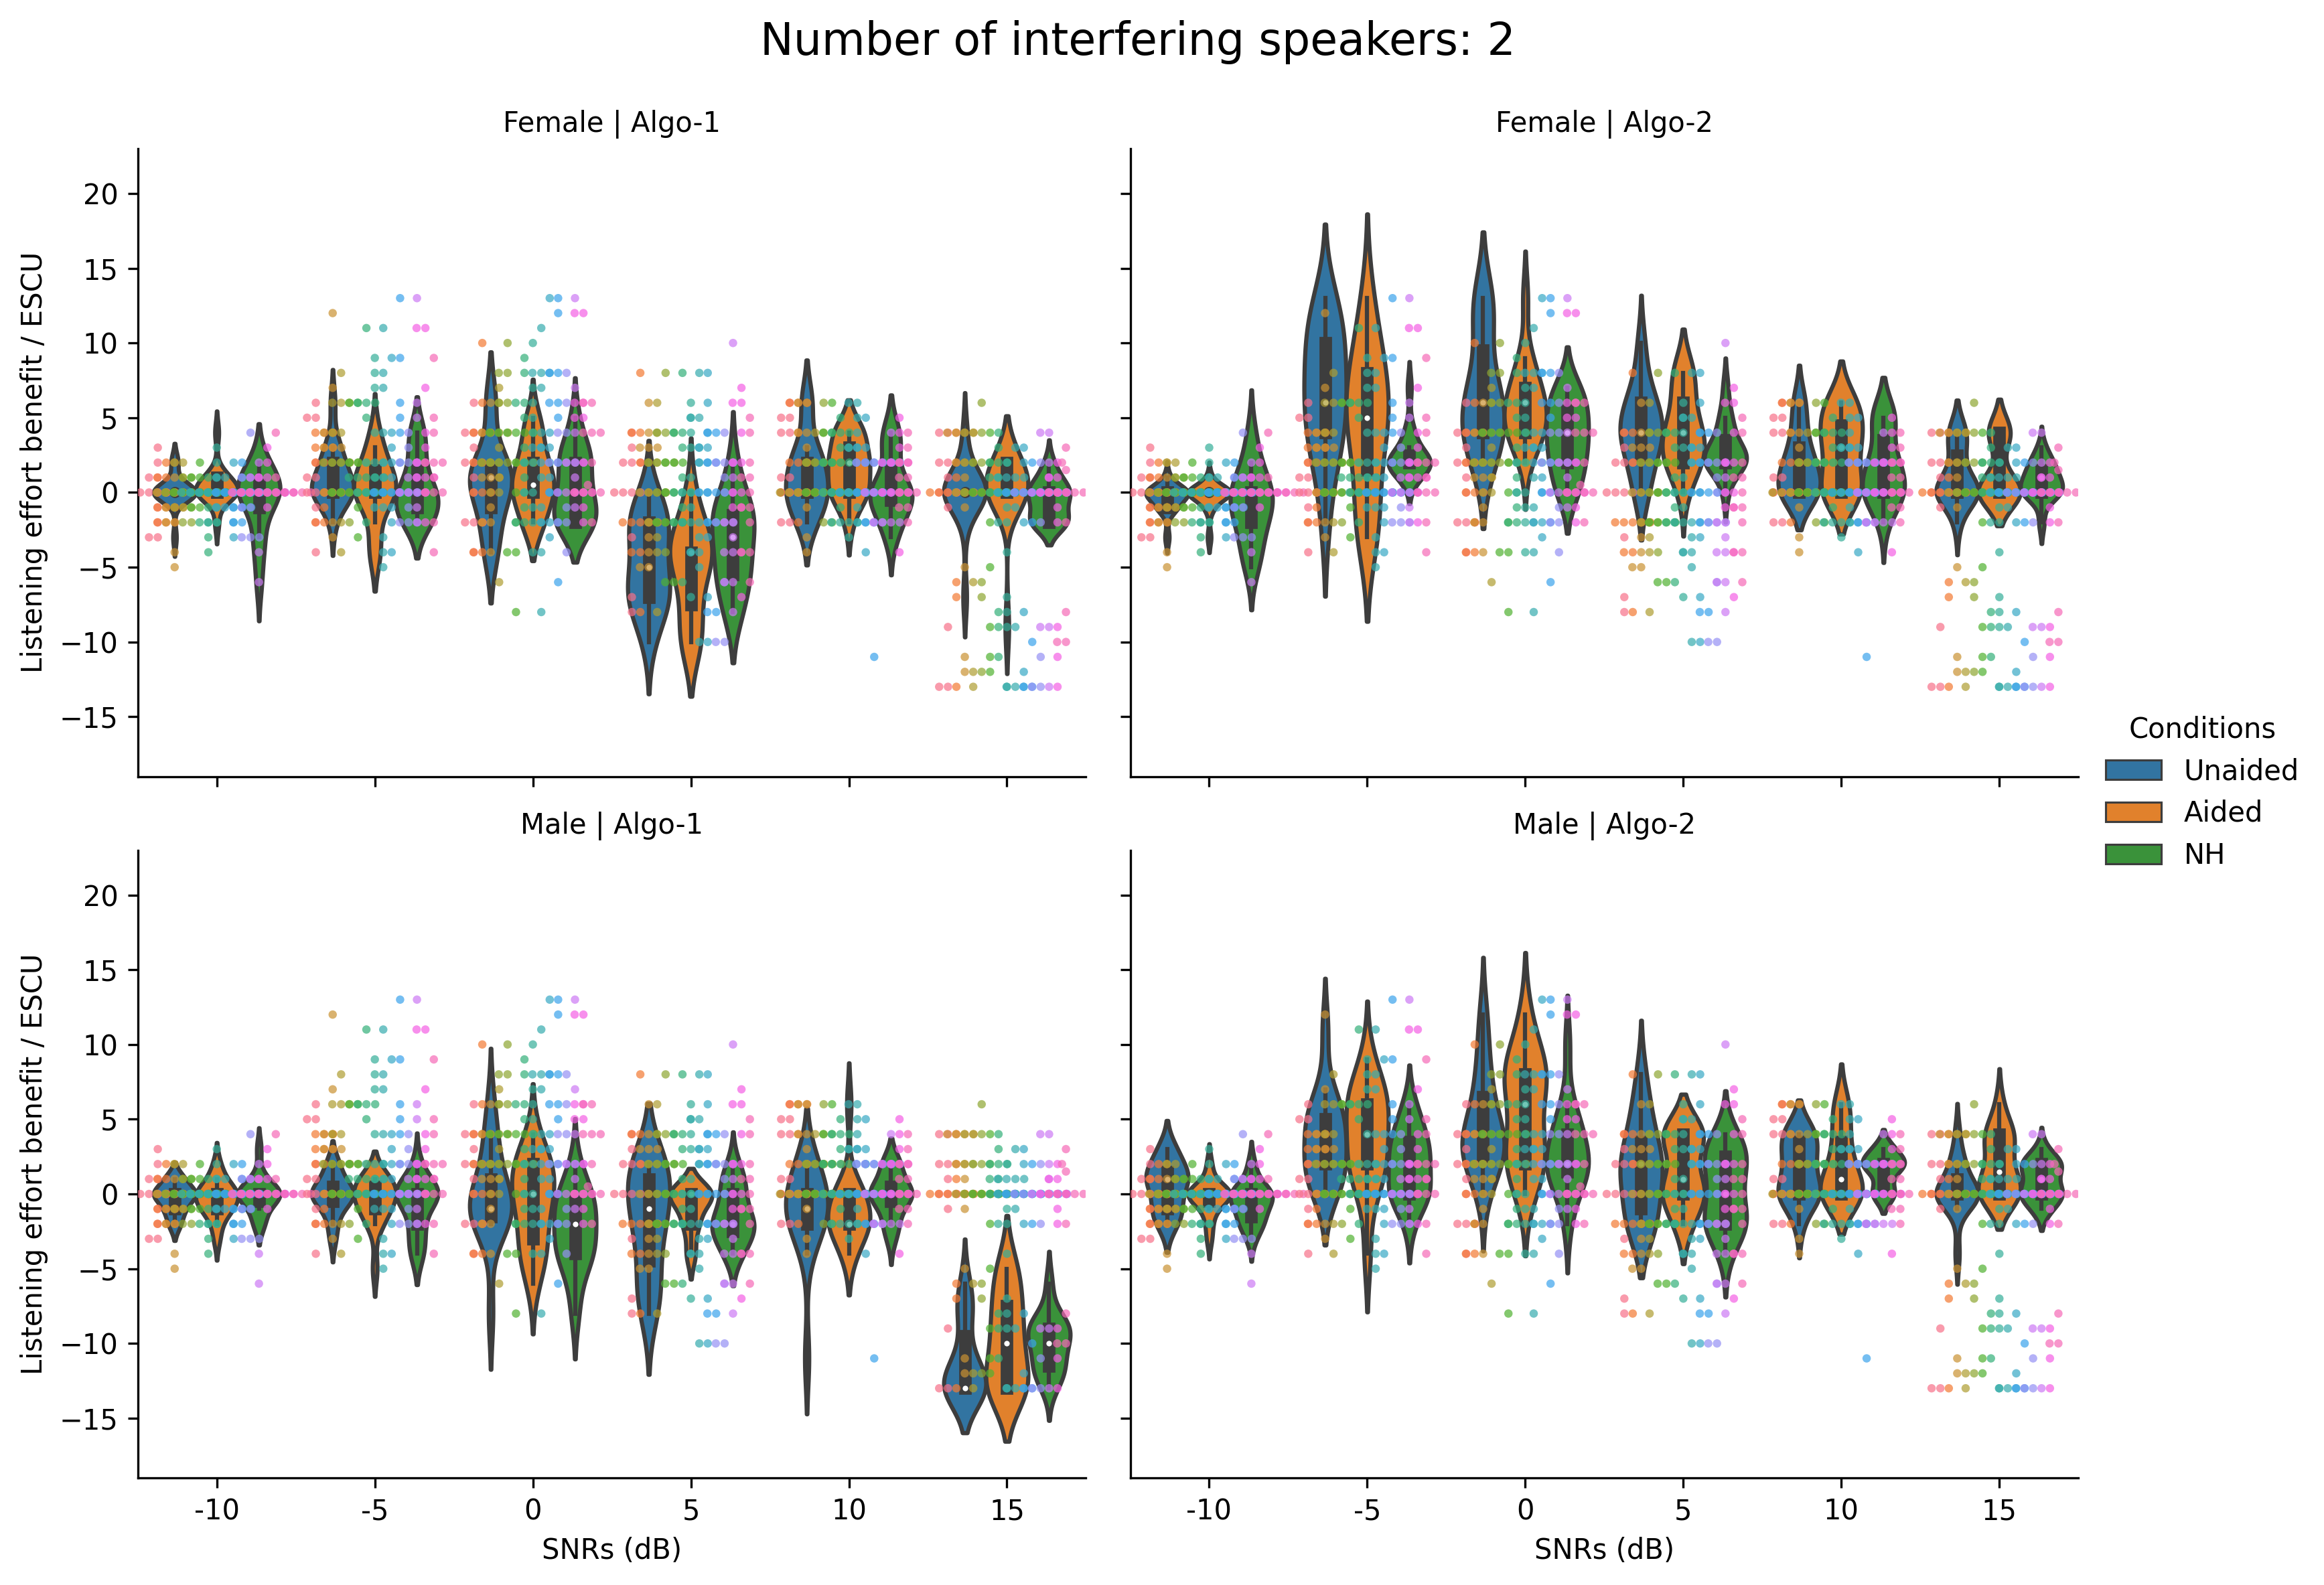 Number of interfering speakers: 2
Female | Algo-1
Female | Algo-2
Listening effort benefit / ESCU
20
15
10
5
0
−5
−10
−15
Conditions
Unaided
Aided
NH
Male | Algo-1
Male | Algo-2
Listening effort benefit / ESCU
20
15
10
5
0
−5
−10
−15
-10 -5 0 5 10 15
-10 -5 0 5 10 15
SNRs (dB)
SNRs (dB)